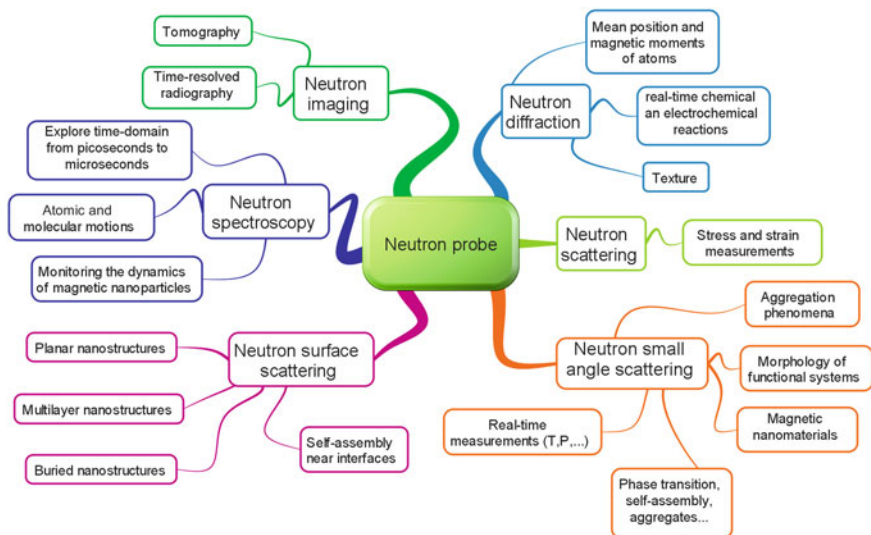 Tomography
Time-resolved
radiography
Neutron
imaging
Explore time-domain
from picoseconds to
microseconds
Atomic and
molecular motions
Monitoring the dynamics
of magnetic nanoparticles
Neutron
spectroscopy
Planar nanostructures
Multilayer nanostructures
Buried nanostructures
Self-assembly
near interfaces
Neutron surface
scattering
Neutron probe
Mean position and
magnetic moments
of atoms
Neutron
diffraction
real-time chemical
an electrochemical
reactions
Texture
Neutron
scattering
Stress and strain
measurements
Aggregation
phenomena
Neutron small
angle scattering
Morphology of
functional systems
Magnetic
nanomaterials
Real-time
measurements (T,P,...)
Phase transition,
self-assembly,
aggregates...